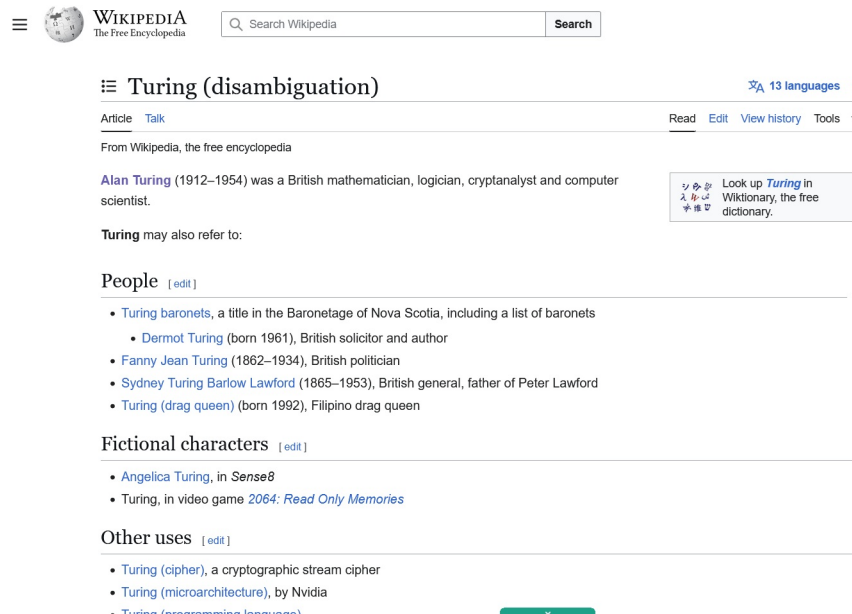 WIKIPEDIA
The Free Encyclopedia
Search Wikipedia
Search
Turing (disambiguation)
13 languages
Article Talk
Read Edit View history Tools
From Wikipedia, the free encyclopedia
Alan Turing (1912–1954) was a British mathematician, logician, cryptanalyst and computer
scientist.
Look up Turing in
Wiktionary, the free
dictionary.
Turing may also refer to:
People [ edit ]
• Turing baronets, a title in the Baronetage of Nova Scotia, including a list of baronets
• Dermot Turing (born 1961), British solicitor and author
• Fanny Jean Turing (1862–1934), British politician
• Sydney Turing Barlow Lawford (1865–1953), British general, father of Peter Lawford
• Turing (drag queen) (born 1992), Filipino drag queen
Fictional characters [ edit ]
• Angelica Turing, in Sense8
• Turing, in video game 2064: Read Only Memories
Other uses [ edit ]
• Turing (cipher), a cryptographic stream cipher
• Turing (microarchitecture), by Nvidia
• Turing (programming language)